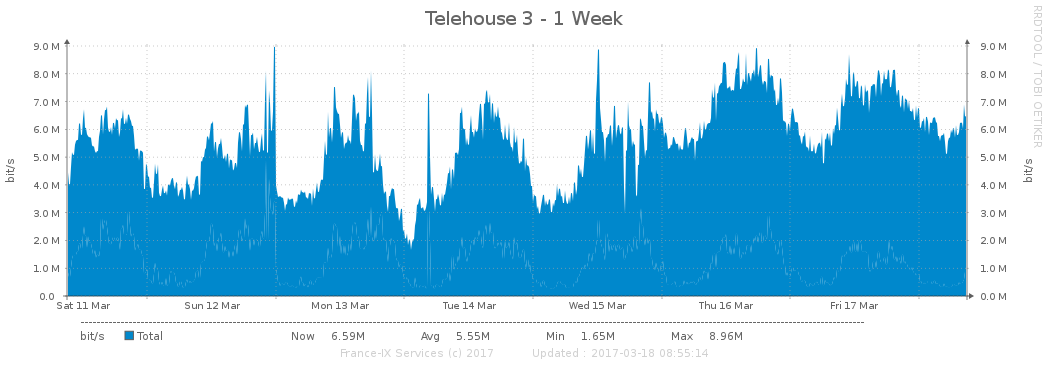 Telehouse 3 - 1 Week
RRDTOOL / TOBI OETIKER
bit/s
9.0 M
8.0 M
7.0 M
6.0 M
5.0 M
4.0 M
3.0 M
2.0 M
1.0 M
0.0
9.0 M
8.0 M
7.0 M
6.0 M
5.0 M
4.0 M
3.0 M
2.0 M
1.0 M
0.0 M
bit/s
Sat 11 Mar Sun 12 Mar Mon 13 Mar Tue 14 Mar Wed 15 Mar Thu 16 Mar Fri 17 Mar
bit/s Total Now 6.59M Avg 5.55M Min 1.65M Max 8.96M
France-IX Services (c) 2017 Updated : 2017-03-18 08:55:14